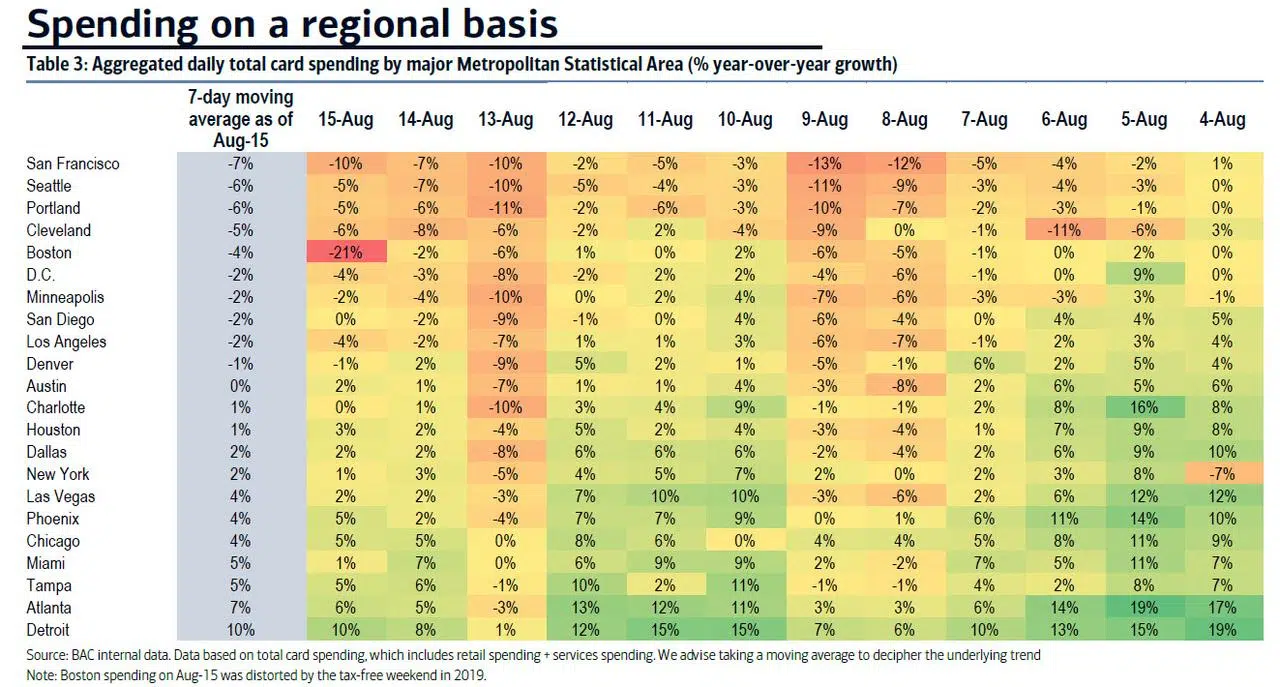 Spending on a regional basis
Table 3: Aggregated daily total card spending by major Metropolitan Statistical Area (% year-over-year growth)
7-day moving average as of Aug-15 15-Aug 14-Aug 13-Aug 12-Aug 11-Aug 10-Aug 9-Aug 8-Aug 7-Aug 6-Aug 5-Aug 4-Aug
San Francisco -7% -10% -7% -10% -2% -5% -3% -13% -12% -5% -4% -2% 1%
Seattle -6% -5% -7% -10% -5% -4% -3% -11% -9% -3% -4% -3% 0%
Portland -6% -5% -6% -11% -2% -6% -3% -10% -7% -2% -3% -1% 0%
Cleveland -5% -6% -8% -6% -2% 2% -4% -9% 0% -1% -11% -6% 3%
Boston -4% -21% -2% -6% 1% 0% 2% -6% -5% -1% 0% 2% 0%
D.C. -2% -4% -3% -8% -2% 2% 2% -4% -6% -1% 0% 9% 0%
Minneapolis -2% -2% -4% -10% 0% 2% 4% -7% -6% -3% -3% 3% -1%
San Diego -2% 0% -2% -9% -1% 0% 4% -6% -4% 0% 4% 4% 5%
Los Angeles -2% -4% -2% -7% 1% 1% 3% -6% -7% -1% 2% 3% 4%
Denver -1% -1% 2% -9% 5% 2% 1% -5% -1% 6% 2% 5% 4%
Austin 0% 2% 1% -7% 1% 1% 4% -3% -8% 2% 6% 5% 6%
Charlotte 1% 0% 1% -10% 3% 4% 9% -1% -1% 2% 8% 16% 8%
Houston 1% 3% 2% -4% 5% 2% 4% -3% -4% 1% 7% 9% 8%
Dallas 2% 2% 2% -8% 6% 6% 6% -2% -4% 2% 6% 9% 10%
New York 2% 1% 3% -5% 4% 5% 7% 2% 0% 2% 3% 8% -7%
Las Vegas 4% 2% 2% -3% 7% 10% 10% -3% -6% 2% 6% 12% 12%
Phoenix 4% 5% 2% -4% 7% 7% 9% 0% 1% 6% 11% 14% 10%
Chicago 4% 5% 5% 0% 8% 6% 0% 4% 4% 5% 8% 11% 9%
Miami 5% 1% 7% 0% 6% 9% 9% 2% -2% 7% 5% 11% 7%
Tampa 5% 5% 6% -1% 10% 2% 11% -1% -1% 4% 2% 8% 7%
Atlanta 7% 6% 5% -3% 13% 12% 11% 3% 3% 6% 14% 19% 17%
Detroit 10% 10% 8% 1% 12% 15% 15% 7% 6% 10% 13% 15% 19%
Source: BAC internal data. Data based on total card spending, which includes retail spending + services spending. We advise taking a moving average to decipher the underlying trend
Note: Boston spending on Aug-15 was distorted by the tax-free weekend in 2019.